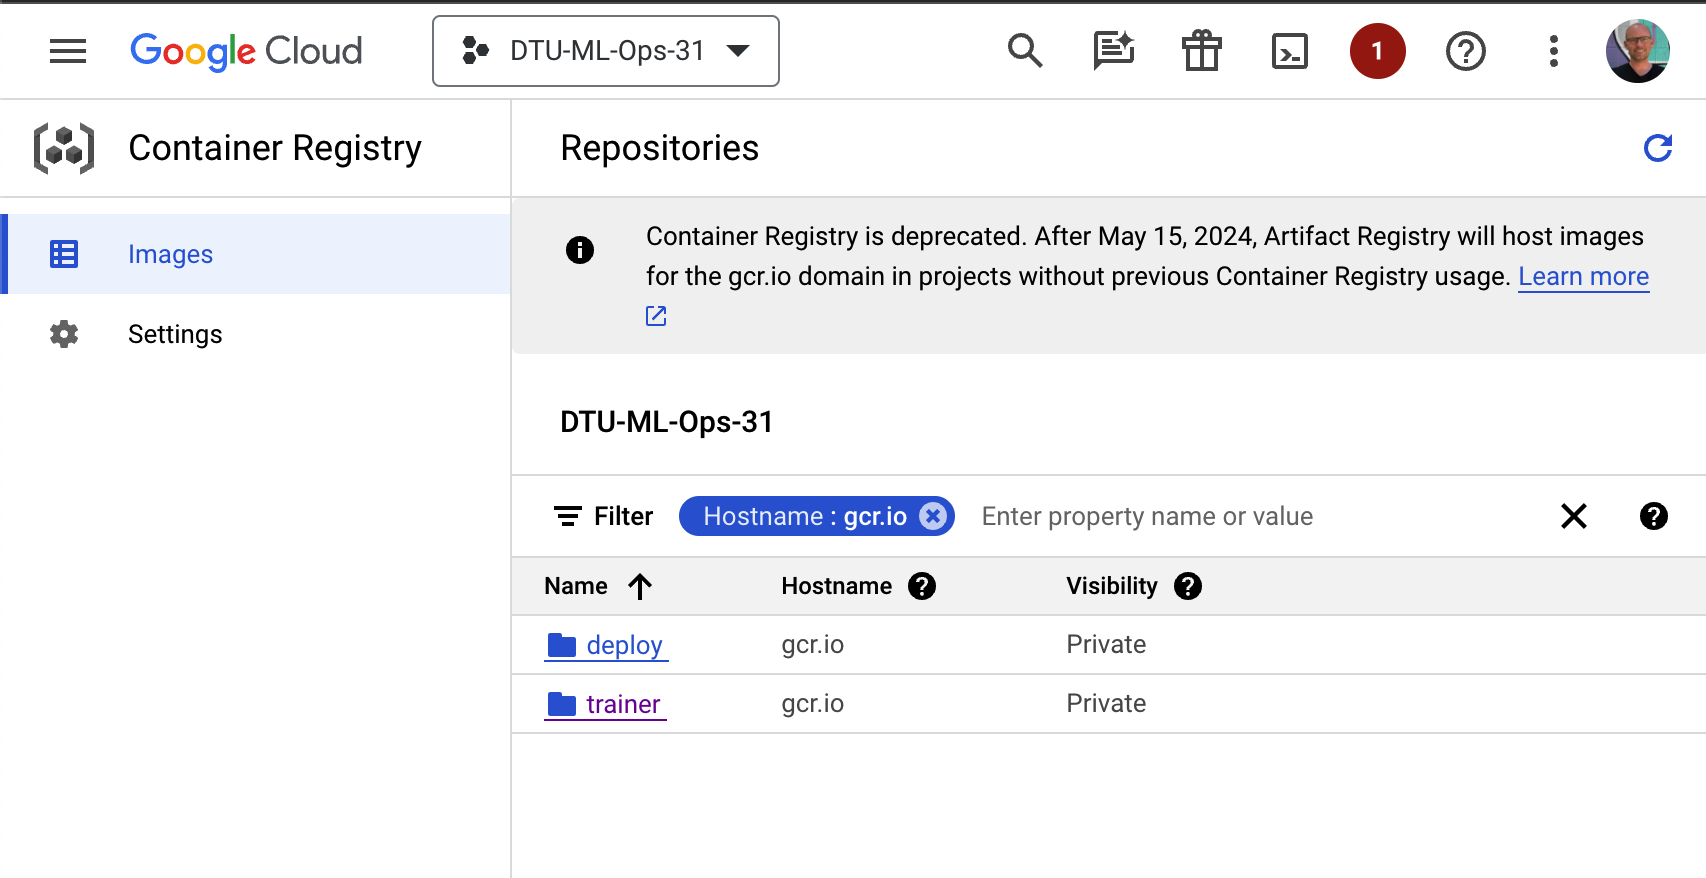 Google Cloud
DTU-ML-Ops-31
1
Container Registry
Repositories
Images
Settings
Container Registry is deprecated. After May 15, 2024, Artifact Registry will host images
for the gcr.io domain in projects without previous Container Registry usage. Learn more
DTU-ML-Ops-31
Filter Hostname : gcr.io Enter property name or value
Name Hostname Visibility
deploy gcr.io Private
trainer gcr.io Private